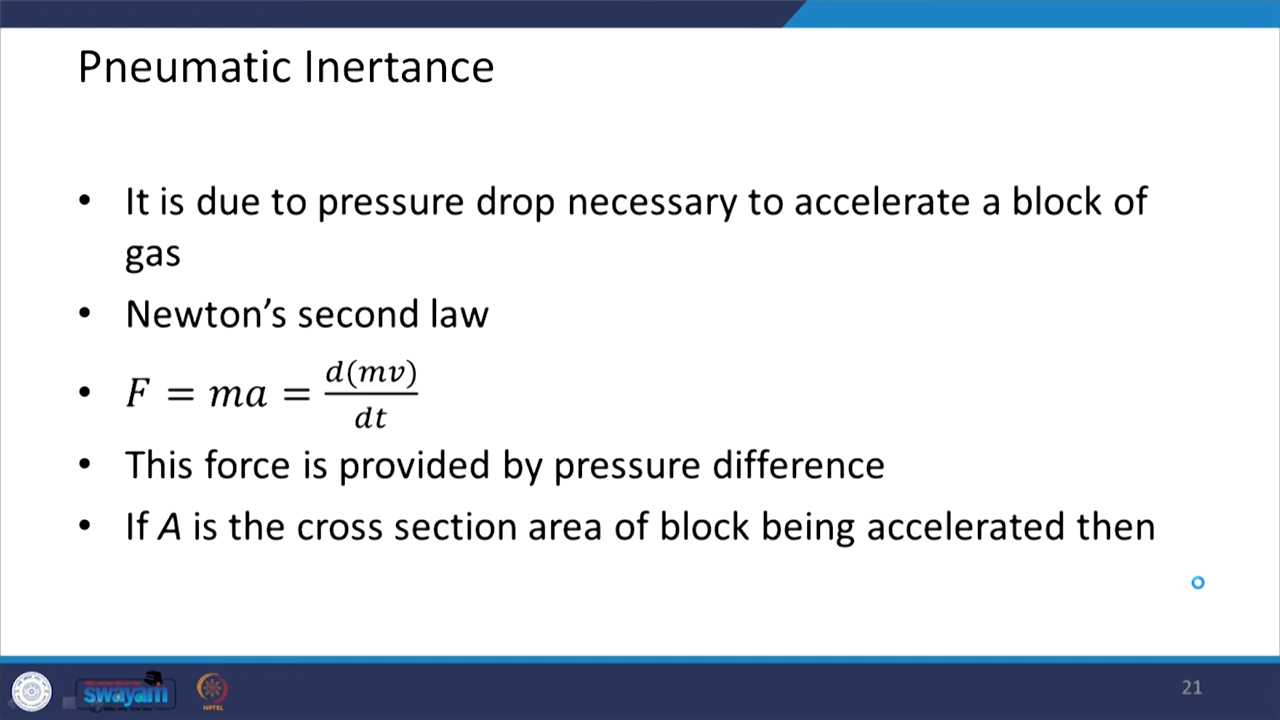 Pneumatic Inertance
• It is due to pressure drop necessary to accelerate a block of
gas
• Newton’s second law
• F = ma = d(mv)/dt
• This force is provided by pressure difference
• If A is the cross section area of block being accelerated then
swayam
NPTEL
21